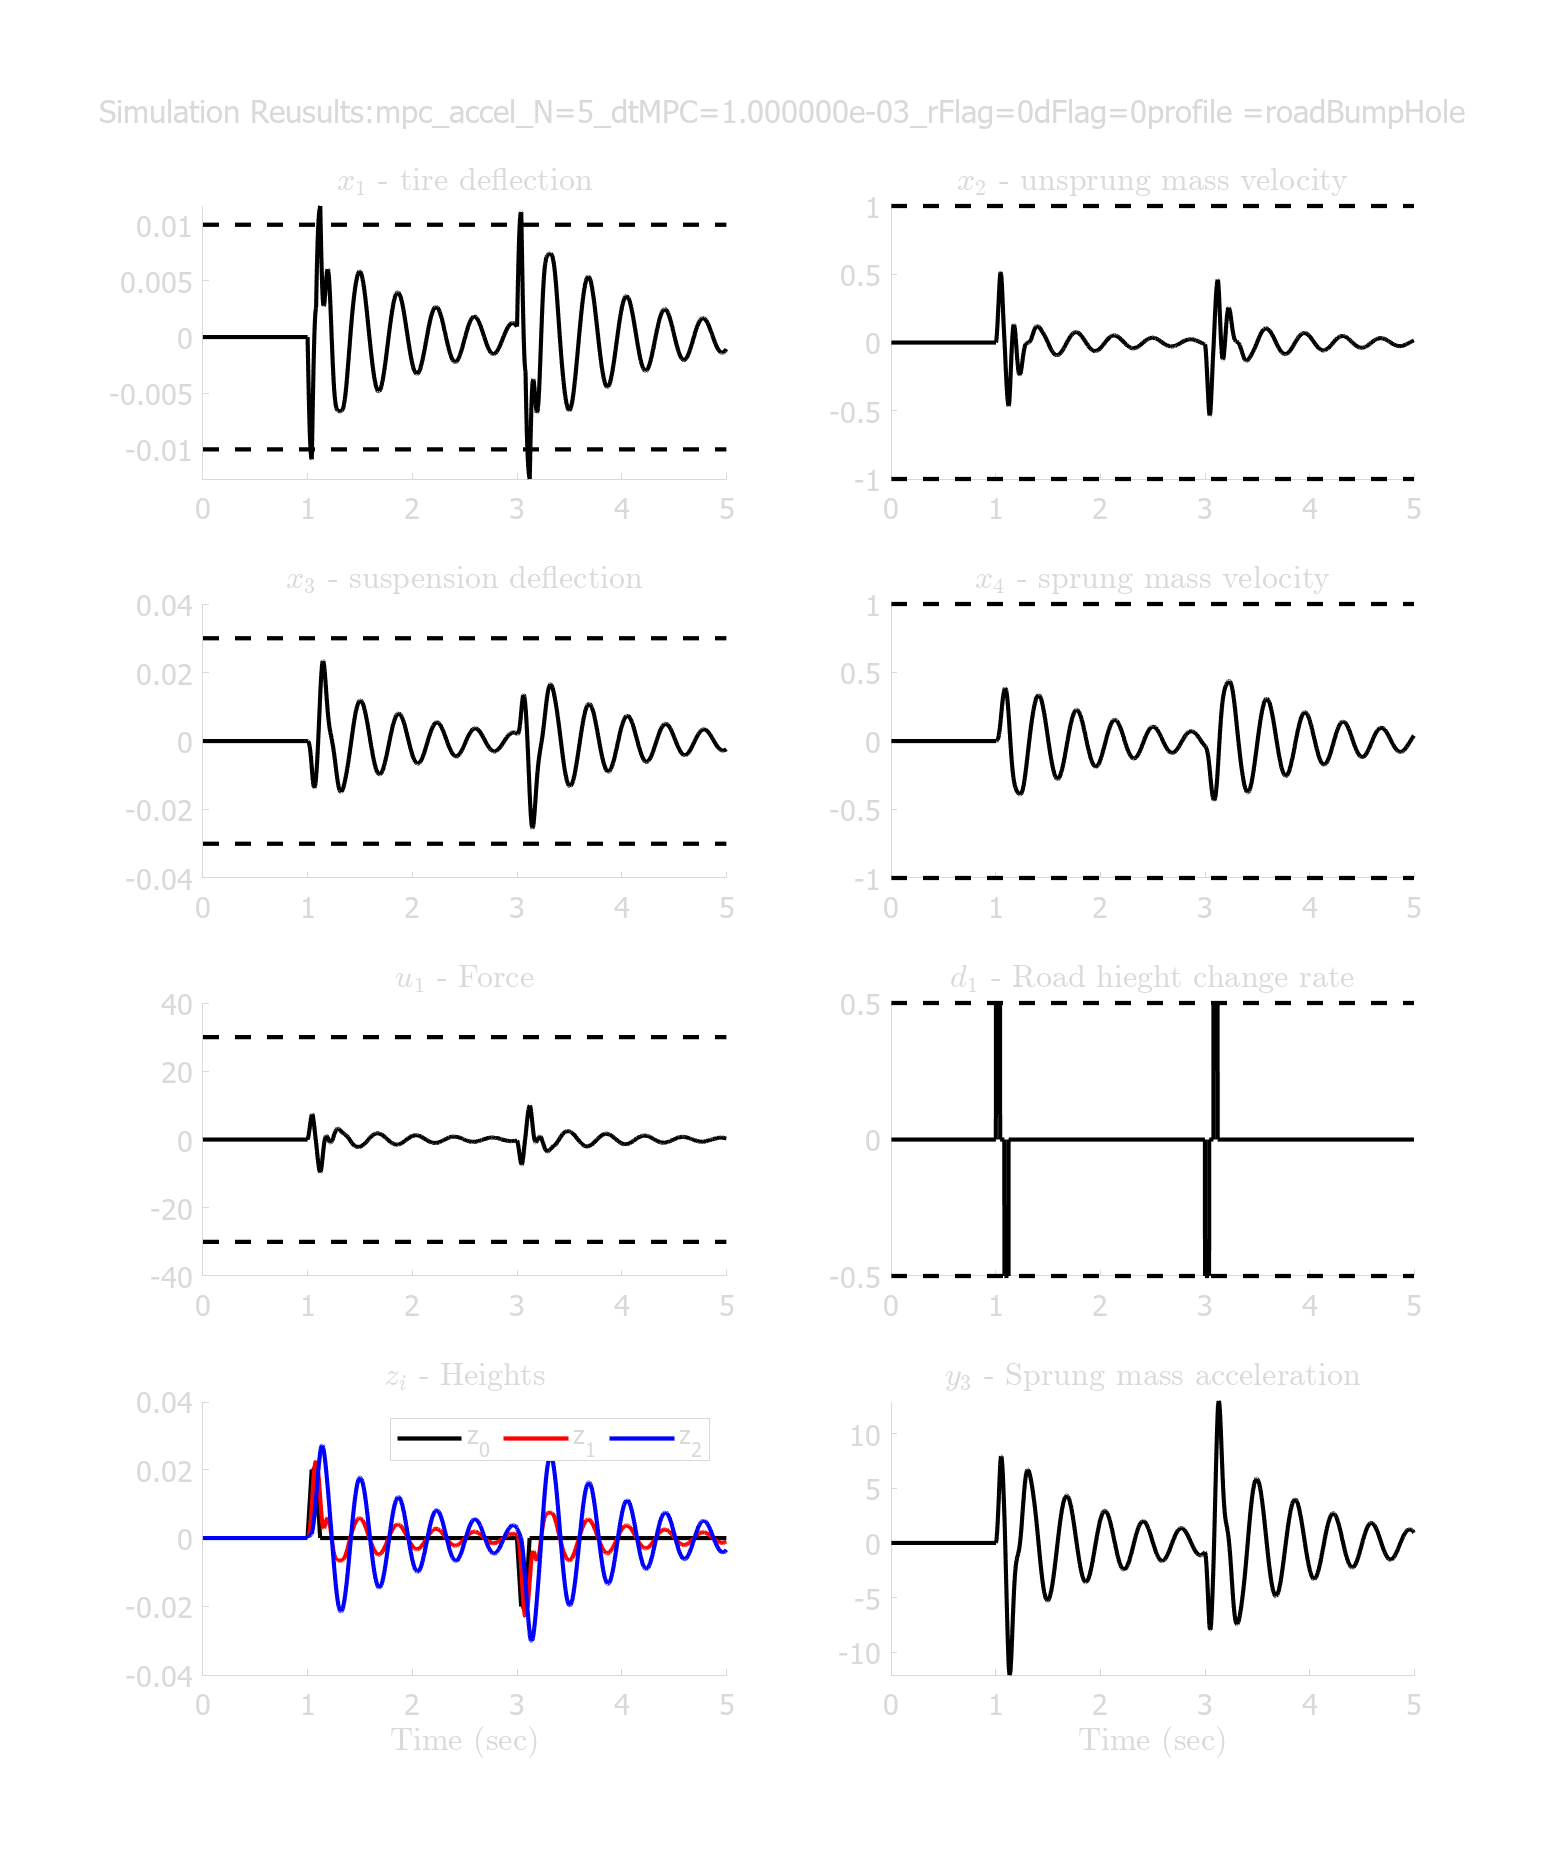 Simulation Reusults:mpc_accel_N=5_dtMPC=1.000000e-03_rFlag=0dFlag=0profile =roadBumpHole
x₁ - tire deflection
0.01
0.005
0
-0.005
-0.01
0 1 2 3 4 5
x₂ - unsprung mass velocity
1
0.5
0
-0.5
-1
0 1 2 3 4 5
x₃ - suspension deflection
0.04
0.02
0
-0.02
-0.04
0 1 2 3 4 5
x₄ - sprung mass velocity
1
0.5
0
-0.5
-1
0 1 2 3 4 5
u₁ - Force
40
20
0
-20
-40
0 1 2 3 4 5
d₁ - Road hieght change rate
0.5
0
-0.5
0 1 2 3 4 5
zᵢ - Heights
z₀ z₁ z₂
0.04
0.02
0
-0.02
-0.04
0 1 2 3 4 5
Time (sec)
y₃ - Sprung mass acceleration
10
5
0
-5
-10
0 1 2 3 4 5
Time (sec)